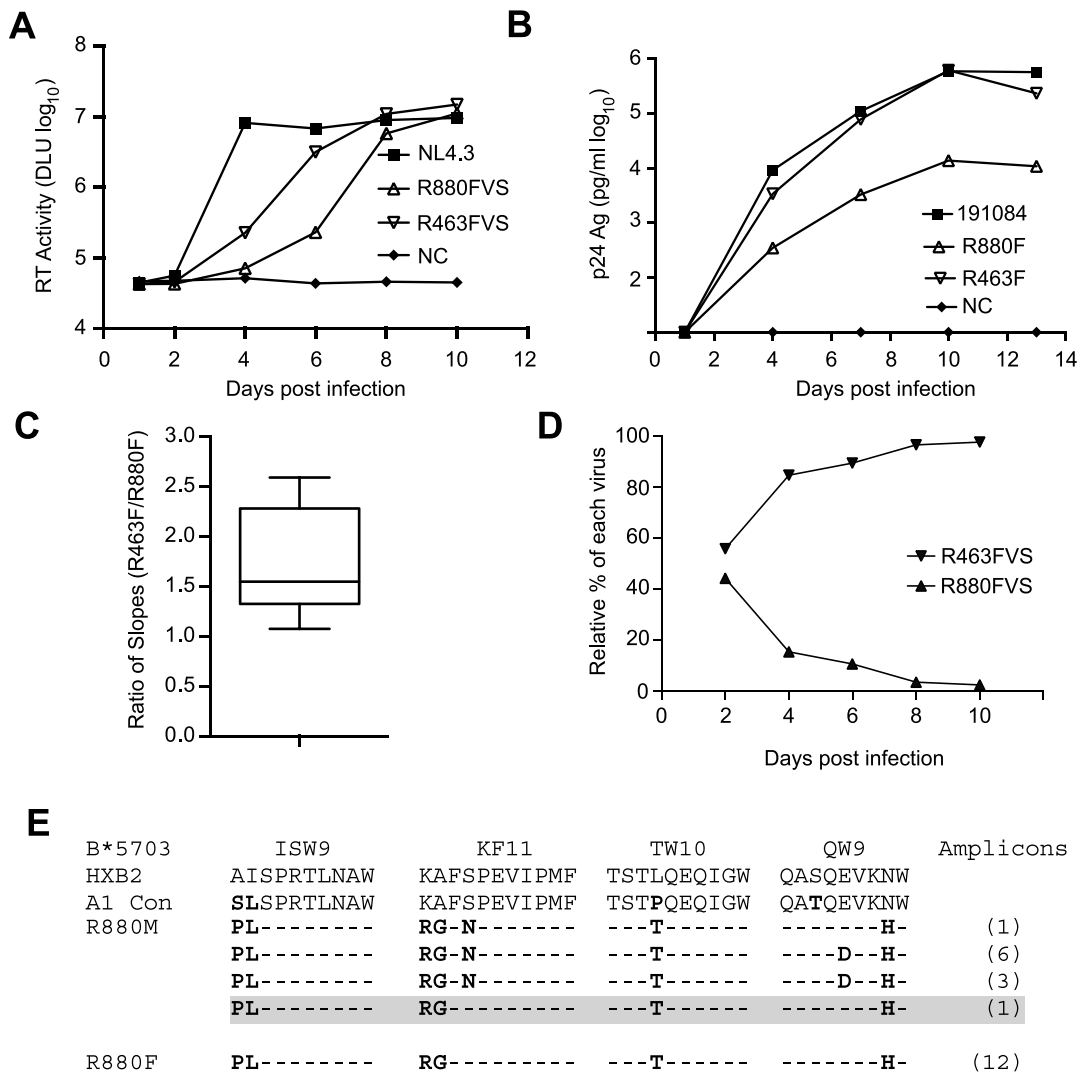 A
8
7
6
5
4
RT Activity (DLU log10)
NL4.3
R880FVS
R463FVS
NC
0 2 4 6 8 10 12
Days post infection
B
6
5
4
3
2
p24 Ag (pg/ml log10)
191084
R880F
R463F
NC
0 2 4 6 8 10 12 14
Days post infection
C
3.0
2.5
2.0
1.5
1.0
0.5
0.0
Ratio of Slopes (R463F/R880F)
D
100
80
60
40
20
0
Relative % of each virus
R463FVS
R880FVS
0 2 4 6 8 10
Days post infection
E
B*5703 ISW9 KF11 TW10 QW9 Amplicons
HXB2 AISPRTLNAW KAFSPEVIPMF TSTLQEQIGW QASQEVKNW
A1 Con SLSPRTLNAW KAFSPEVIPMF TSTPQEQIGW QATQEVKNW
R880M PL-------- RG-N------- ---T------ -------H- (1)
PL-------- RG-N------- ---T------ ----D--H- (6)
PL-------- RG-N------- ---T------ ----D--H- (3)
PL-------- RG--------- ---T------ -------H- (1)
R880F PL-------- RG--------- ---T------ -------H- (12)